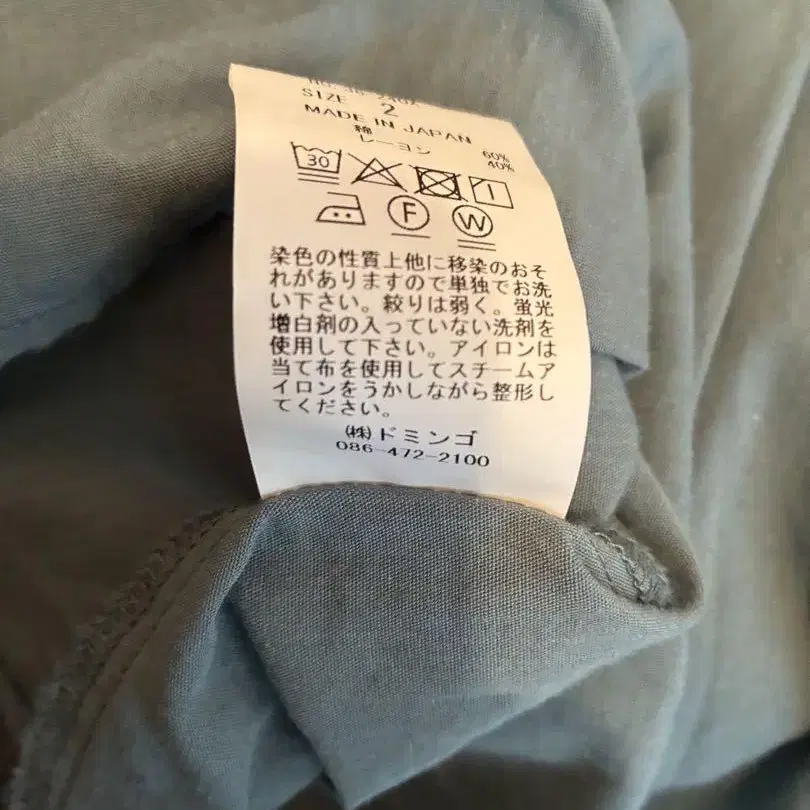 SIZE 2
MADE IN JAPAN
綿 60%
レーヨン 40%
30
F W
染色の性質上他に移染のおそ
れがありますので単独でお洗
い下さい。絞りは弱く。蛍光
増白剤の入っていない洗剤を
使用して下さい。アイロンは
当て布を使用してスチームア
イロンをうかしながら整形し
てください。
㈱ドミンゴ
086-472-2100